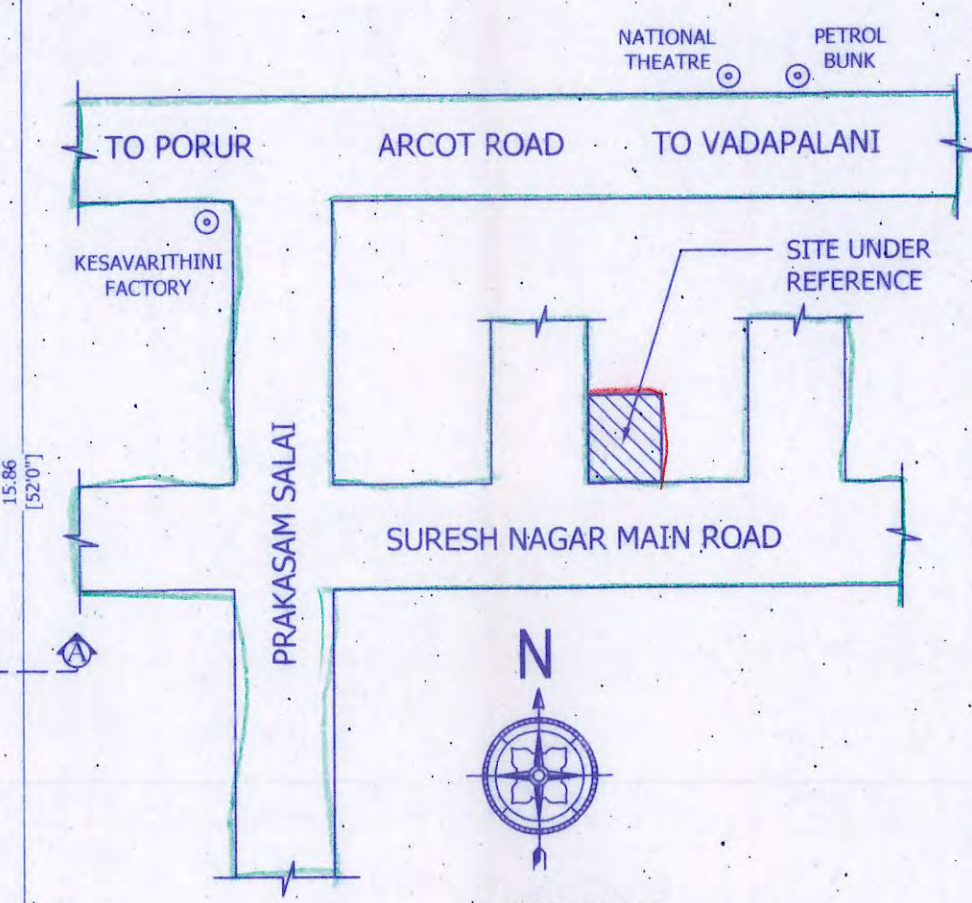 NATIONAL
THEATRE
PETROL
BUNK
TO PORUR
ARCOT ROAD
TO VADAPALANI
KESAVARITHINI
FACTORY
SITE UNDER
REFERENCE
15.86
[52'0"]
PRAKASAM SALAI
SURESH NAGAR MAIN ROAD
A
N